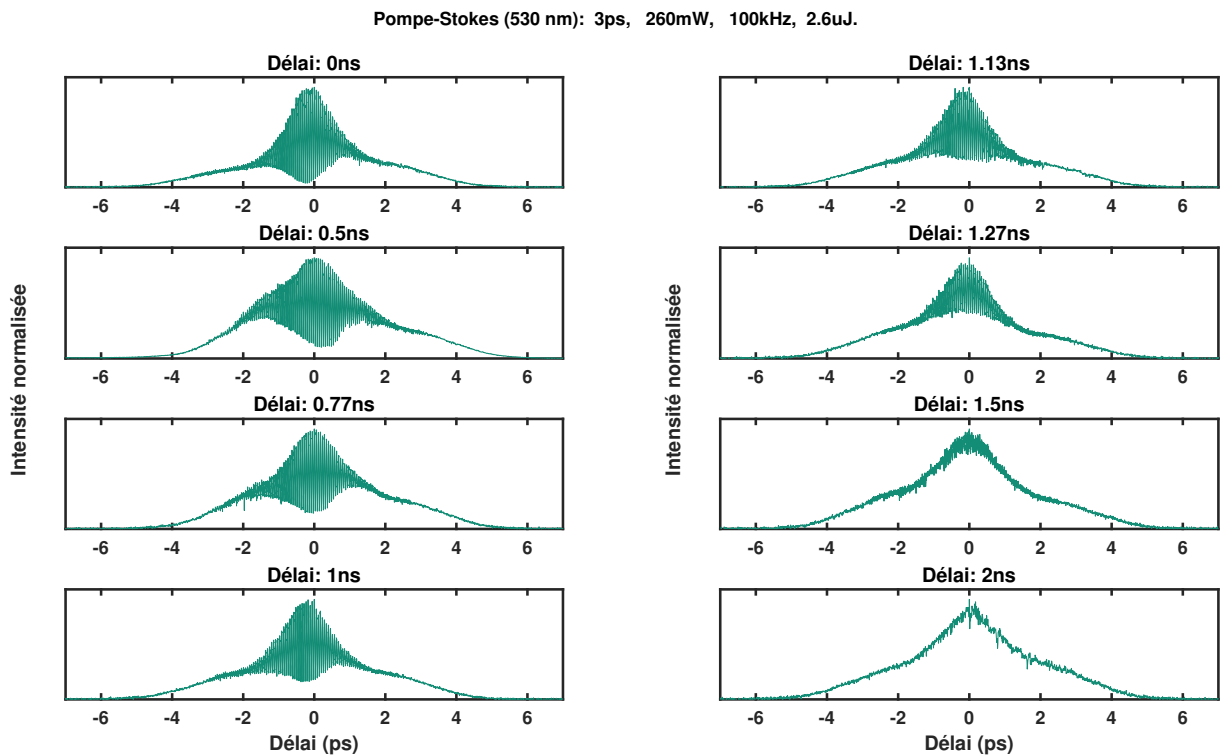 Pompe-Stokes (530 nm): 3ps, 260mW, 100kHz, 2.6uJ.
Délai: 0ns
-6 -4 -2 0 2 4 6
Délai: 0.5ns
-6 -4 -2 0 2 4 6
Délai: 0.77ns
-6 -4 -2 0 2 4 6
Délai: 1ns
-6 -4 -2 0 2 4 6
Délai (ps)
Intensité normalisée
Délai: 1.13ns
-6 -4 -2 0 2 4 6
Délai: 1.27ns
-6 -4 -2 0 2 4 6
Délai: 1.5ns
-6 -4 -2 0 2 4 6
Délai: 2ns
-6 -4 -2 0 2 4 6
Délai (ps)
Intensité normalisée